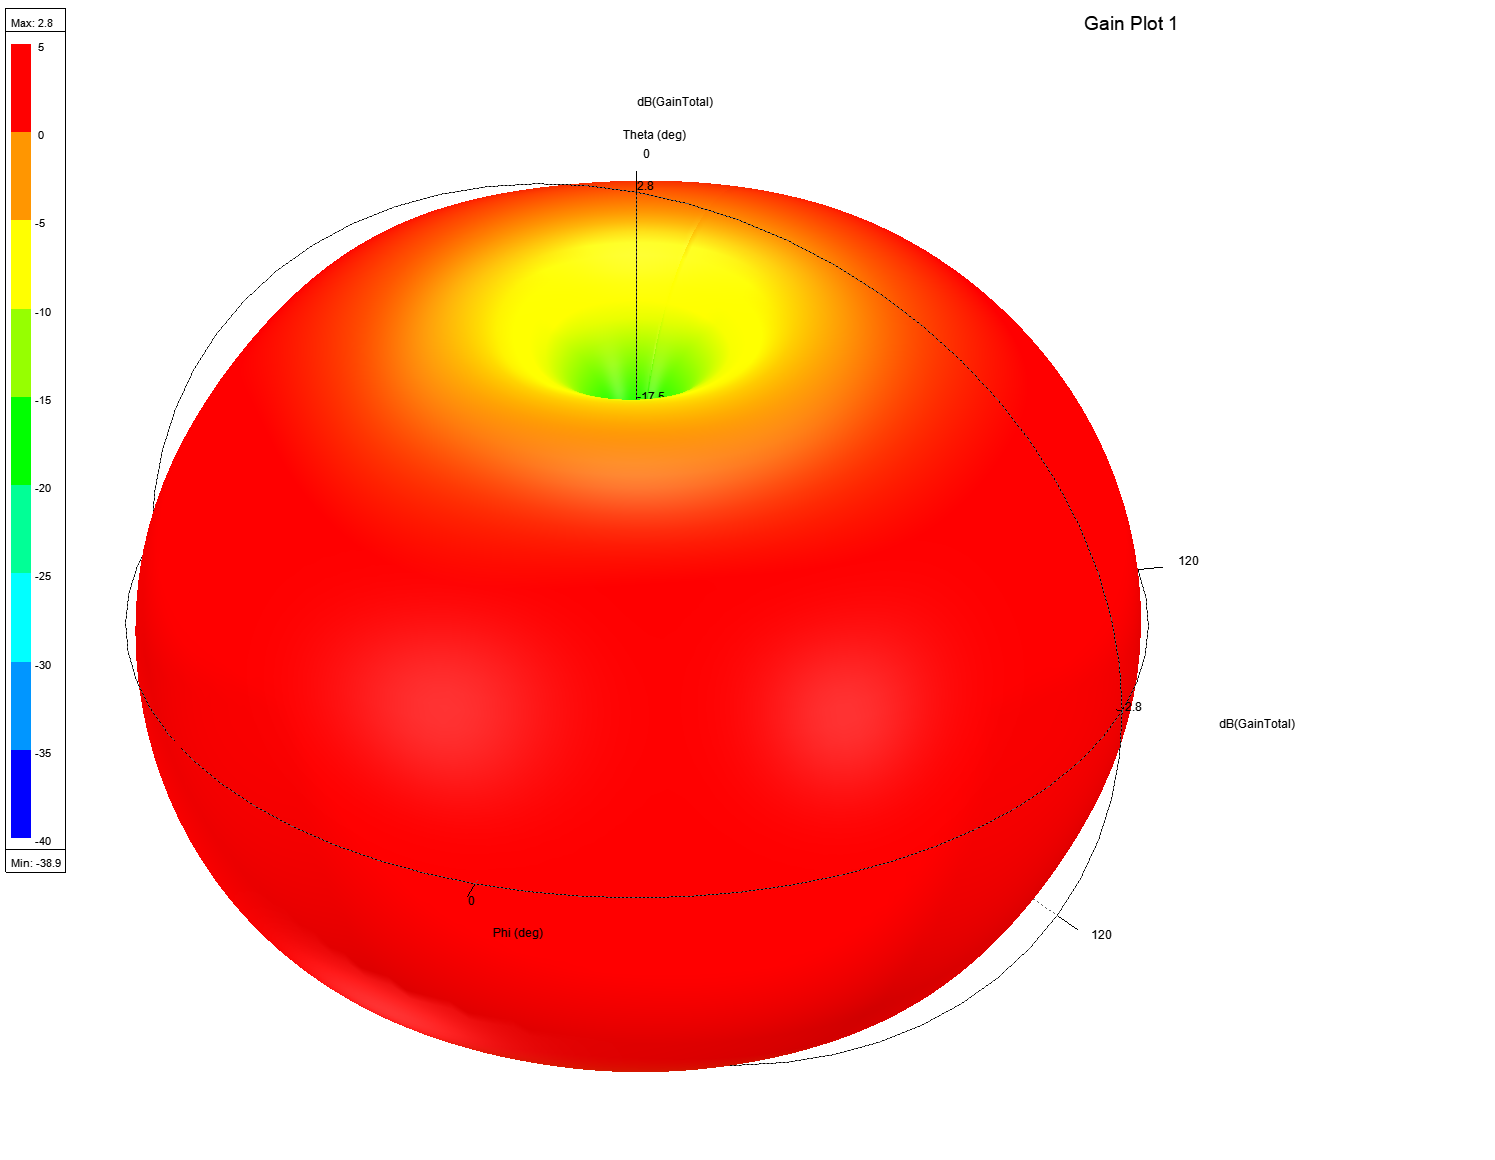 Gain Plot 1
Max: 2.8
5
0
-5
-10
-15
-20
-25
-30
-35
-40
Min: -38.9
dB(GainTotal)
Theta (deg)
0
2.8
-17.5
120
2.8
dB(GainTotal)
0
Phi (deg)
120